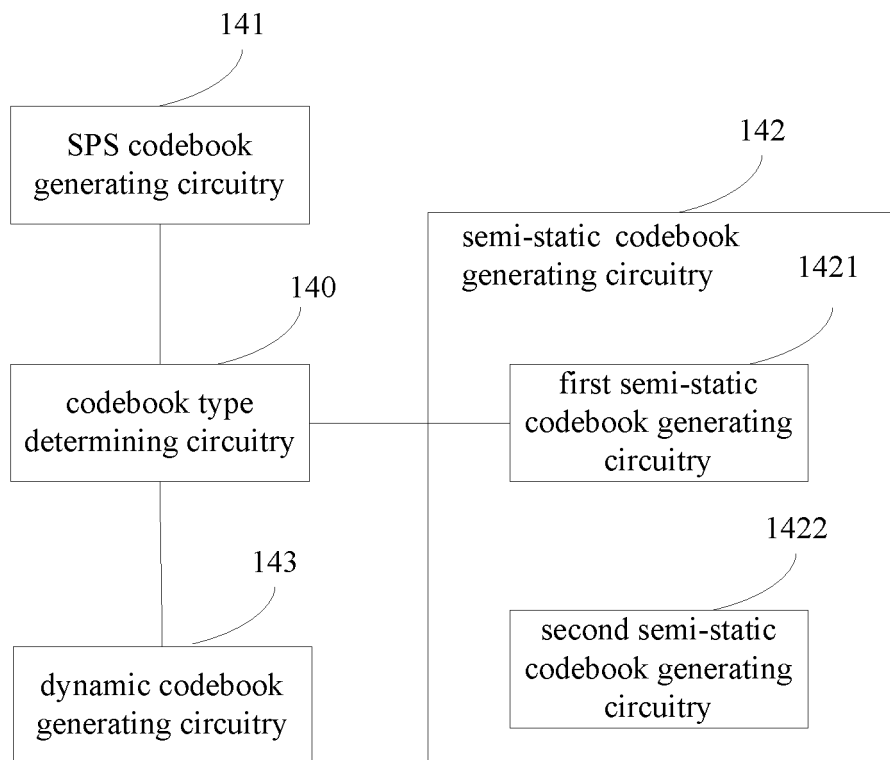 141
SPS codebook
generating circuitry
142
semi-static codebook
generating circuitry
1421
140
codebook type
determining circuitry
first semi-static
codebook generating
circuitry
1422
143
second semi-static
codebook generating
circuitry
dynamic codebook
generating circuitry